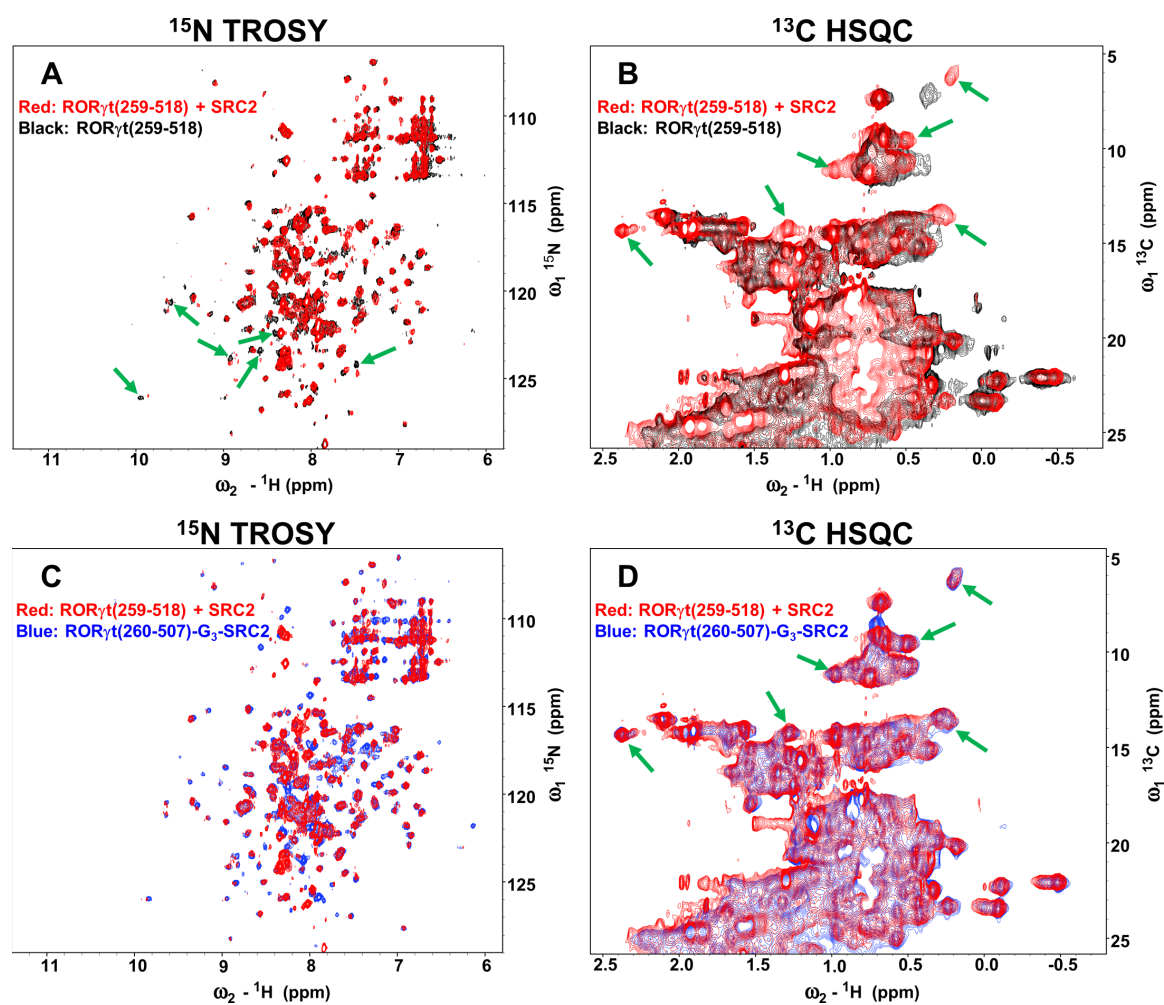 ¹⁵N TROSY
A
Red: RORγt(259-518) + SRC2
Black: RORγt(259-518)
110
115
120
125
ω₁ ¹⁵N (ppm)
11 10 9 8 7 6
ω₂ - ¹H (ppm)
¹³C HSQC
B
Red: RORγt(259-518) + SRC2
Black: RORγt(259-518)
5
10
15
20
25
ω₁ ¹³C (ppm)
2.5 2.0 1.5 1.0 0.5 0.0 -0.5
ω₂ - ¹H (ppm)
¹⁵N TROSY
C
Red: RORγt(259-518) + SRC2
Blue: RORγt(260-507)-G₃-SRC2
110
115
120
125
ω₁ ¹⁵N (ppm)
11 10 9 8 7 6
ω₂ - ¹H (ppm)
¹³C HSQC
D
Red: RORγt(259-518) + SRC2
Blue: RORγt(260-507)-G₃-SRC2
5
10
15
20
25
ω₁ ¹³C (ppm)
2.5 2.0 1.5 1.0 0.5 0.0 -0.5
ω₂ - ¹H (ppm)